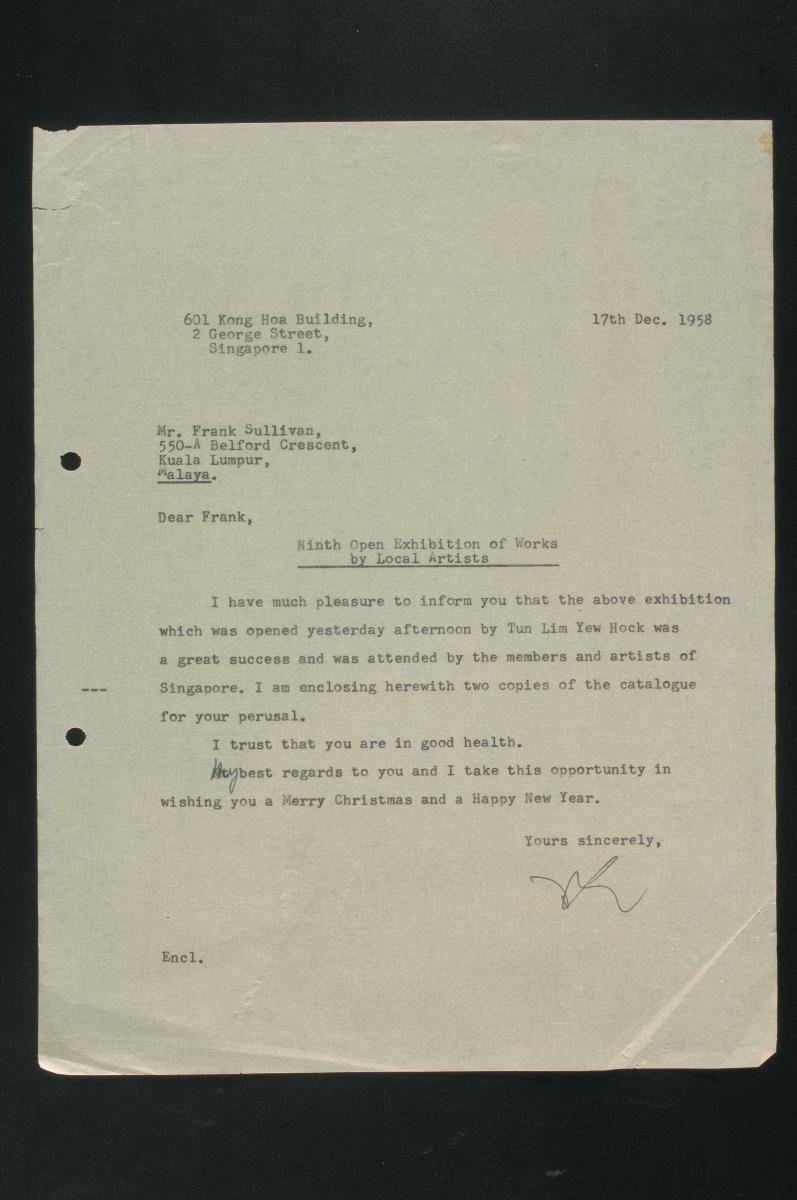 601 Kong Hoa Building,
17th Dec. 1958
2 George Street,
Singapore 1.
Mr. Frank Sullivan,
550-A Belford Crescent,
Kuala Lumpur,
Malaya.
Dear Frank,
Ninth Open Exhibition of Works
by Local Artists
I have much pleasure to inform you that the above exhibition
which was opened yesterday afternoon by Tun Lim Yew Hock was
a great success and was attended by the members and artists of
--- Singapore. I am enclosing herewith two copies of the catalogue
for your perusal.
I trust that you are in good health.
My best regards to you and I take this opportunity in
wishing you a Merry Christmas and a Happy New Year.
Yours sincerely,
Encl.